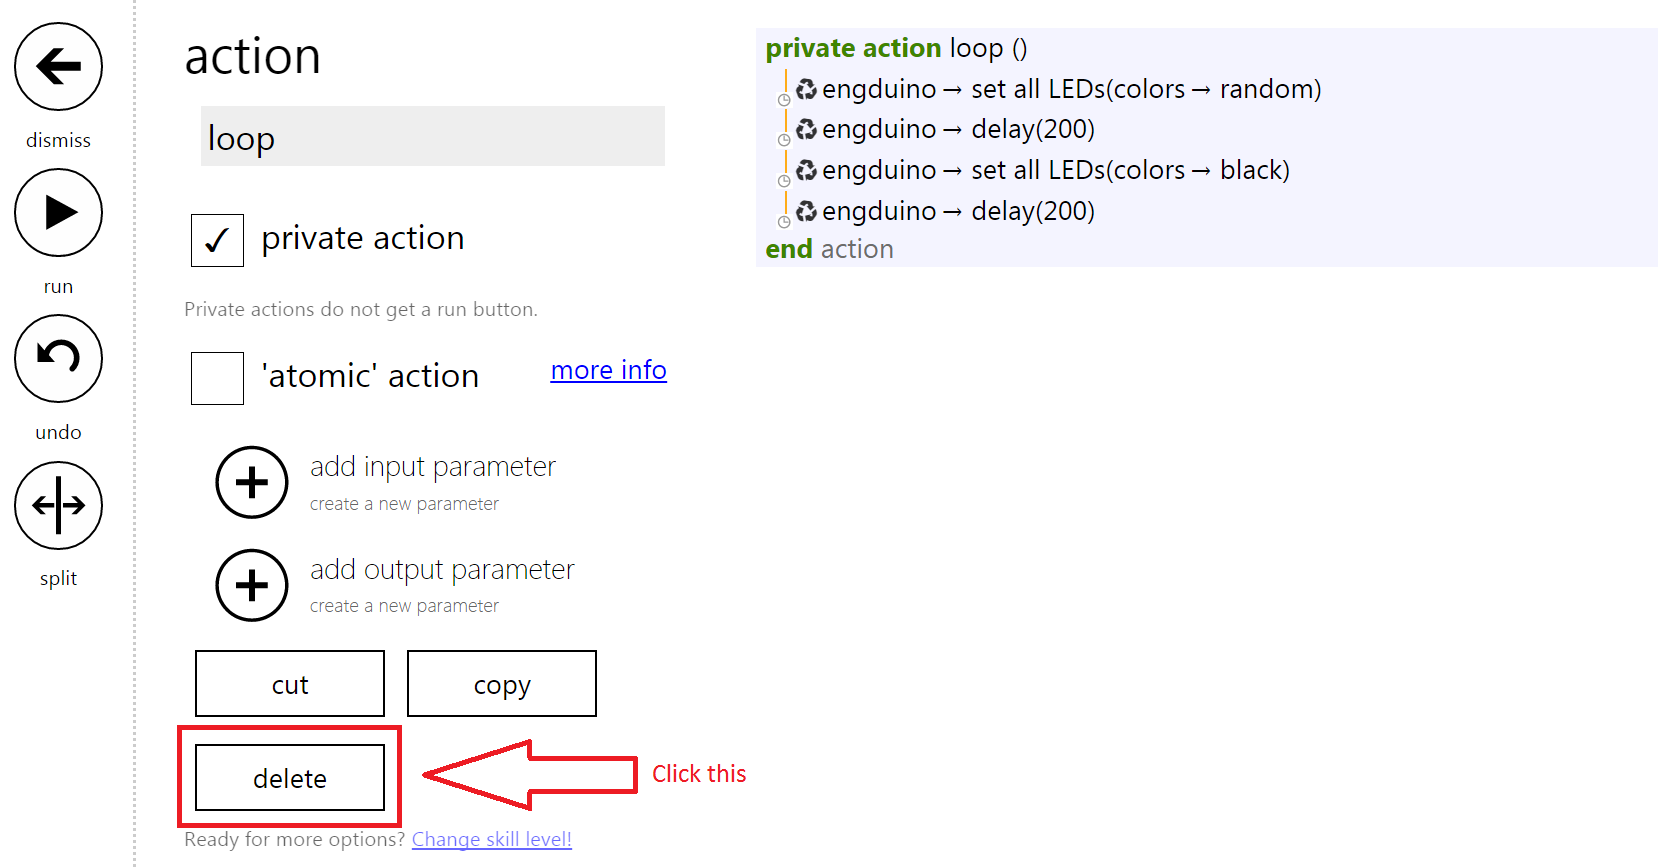 dismiss
run
undo
split
action
loop
✓ private action
Private actions do not get a run button.
'atomic' action more info
add input parameter
create a new parameter
add output parameter
create a new parameter
cut copy
delete
Click this
Ready for more options? Change skill level!
private action loop ()
engduino → set all LEDs(colors → random)
engduino → delay(200)
engduino → set all LEDs(colors → black)
engduino → delay(200)
end action